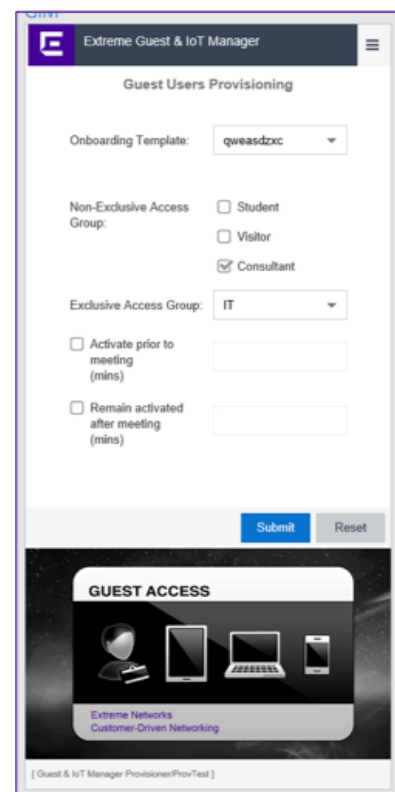 GIM
Extreme Guest & IoT Manager
Guest Users Provisioning
Onboarding Template:
qweasdzxc
Non-Exclusive Access
Group:
Student
Visitor
Consultant
Exclusive Access Group:
IT
Activate prior to
meeting
(mins)
Remain activated
after meeting
(mins)
Submit
Reset
GUEST ACCESS
Extreme Networks
Customer-Driven Networking
[ Guest & IoT Manager Provisioner/ProvTest ]